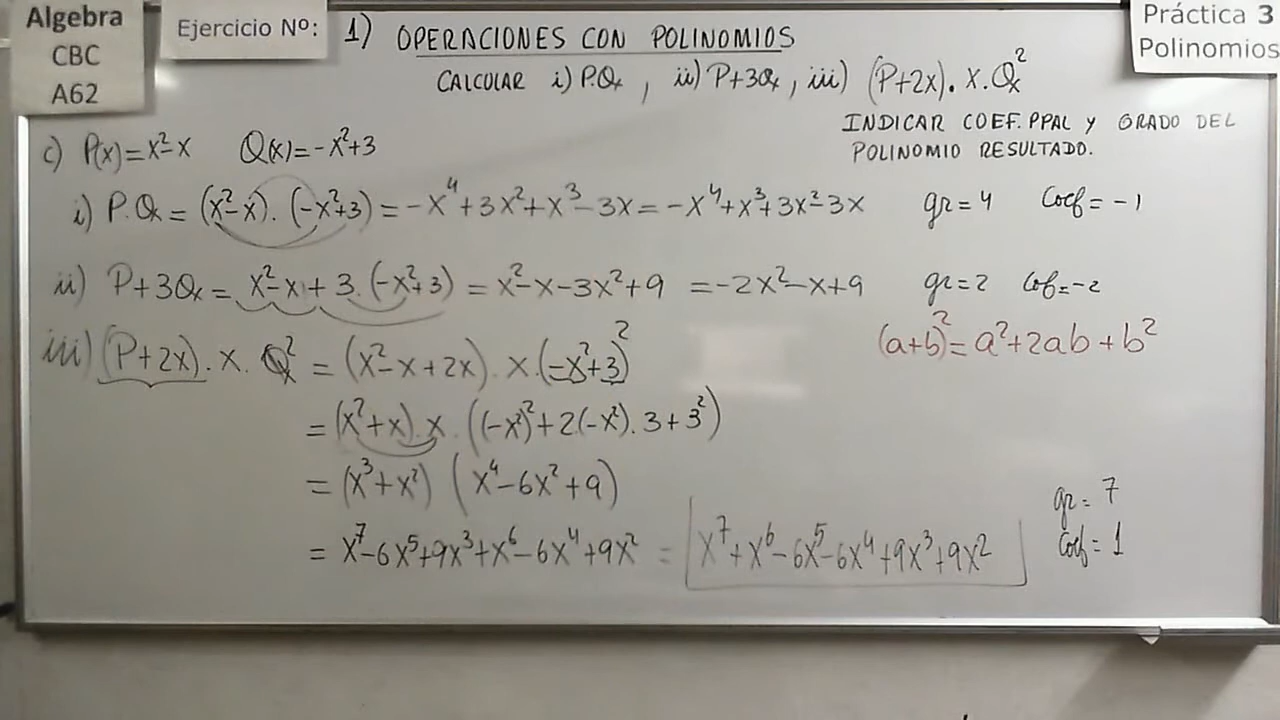 Algebra
CBC
A62
Ejercicio Nº:
1) OPERACIONES CON POLINOMIOS
Práctica 3
Polinomios
CALCULAR i) P.Qx , ii) P+3Qx , iii) (P+2x). x.Qx²
INDICAR COEF. PPAL y GRADO DEL
POLINOMIO RESULTADO.
c) P(x)=x²-x Q(x)=-x²+3
i) P.Qx = (x²-x). (-x²+3) = -x⁴+3x²+x³-3x = -x⁴+x³+3x²-3x gr=4 Coef=-1
ii) P+3Qx = x²-x+3.(-x²+3) = x²-x-3x²+9 =-2x²-x+9 gr=2 Cof=-2
(a+b)²=a²+2ab+b²
iii) (P+2x). x. Qx² = (x²-x+2x). x.(-x²+3)²
= (x²+x).x.((-x²)²+2(-x²).3+3²)
= (x³+x²) (x⁴-6x²+9)
= x⁷-6x⁵+9x³+x⁶-6x⁴+9x² = x⁷+x⁶-6x⁵-6x⁴+9x³+9x²
gr=7
Coef=1